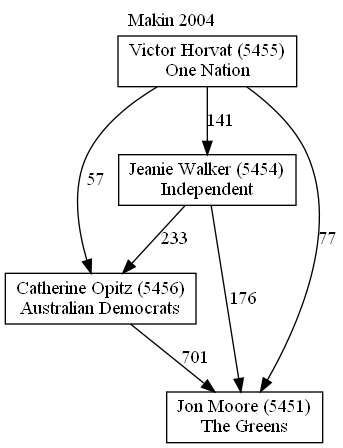 Makin 2004
Victor Horvat (5455)
One Nation
141
Jeanie Walker (5454)
Independent
57
233
77
Catherine Opitz (5456)
Australian Democrats
176
701
Jon Moore (5451)
The Greens